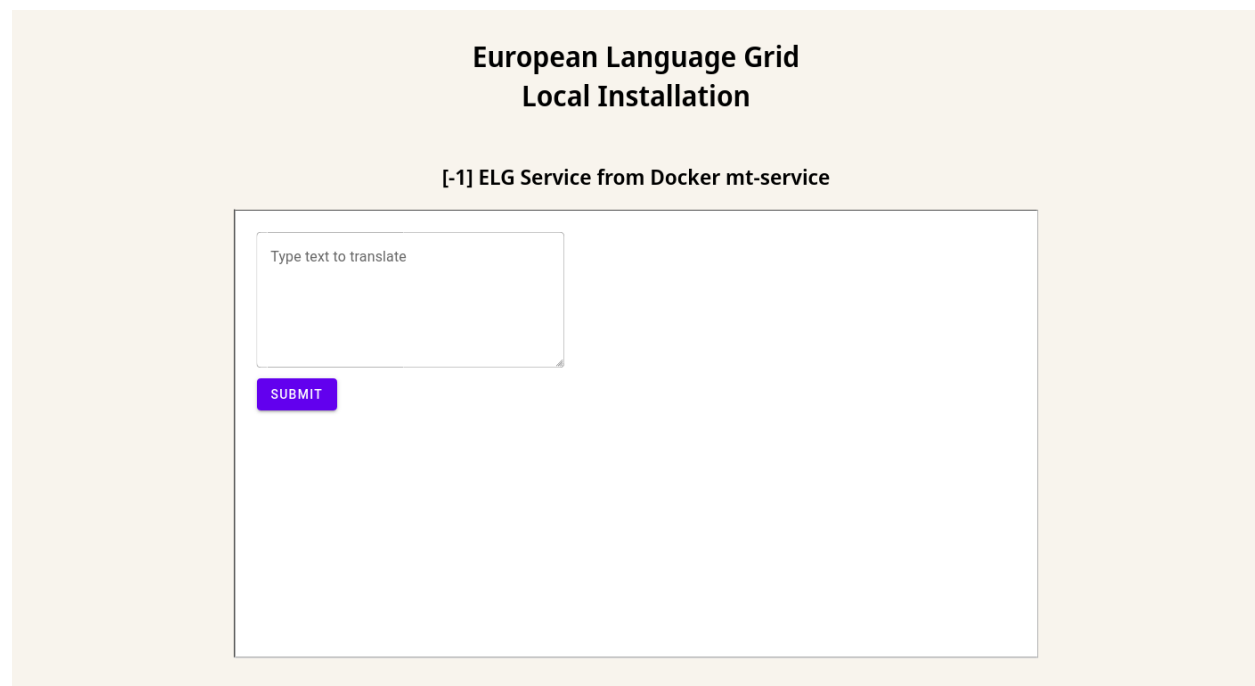 European Language Grid
Local Installation
[-1] ELG Service from Docker mt-service
Type text to translate
SUBMIT